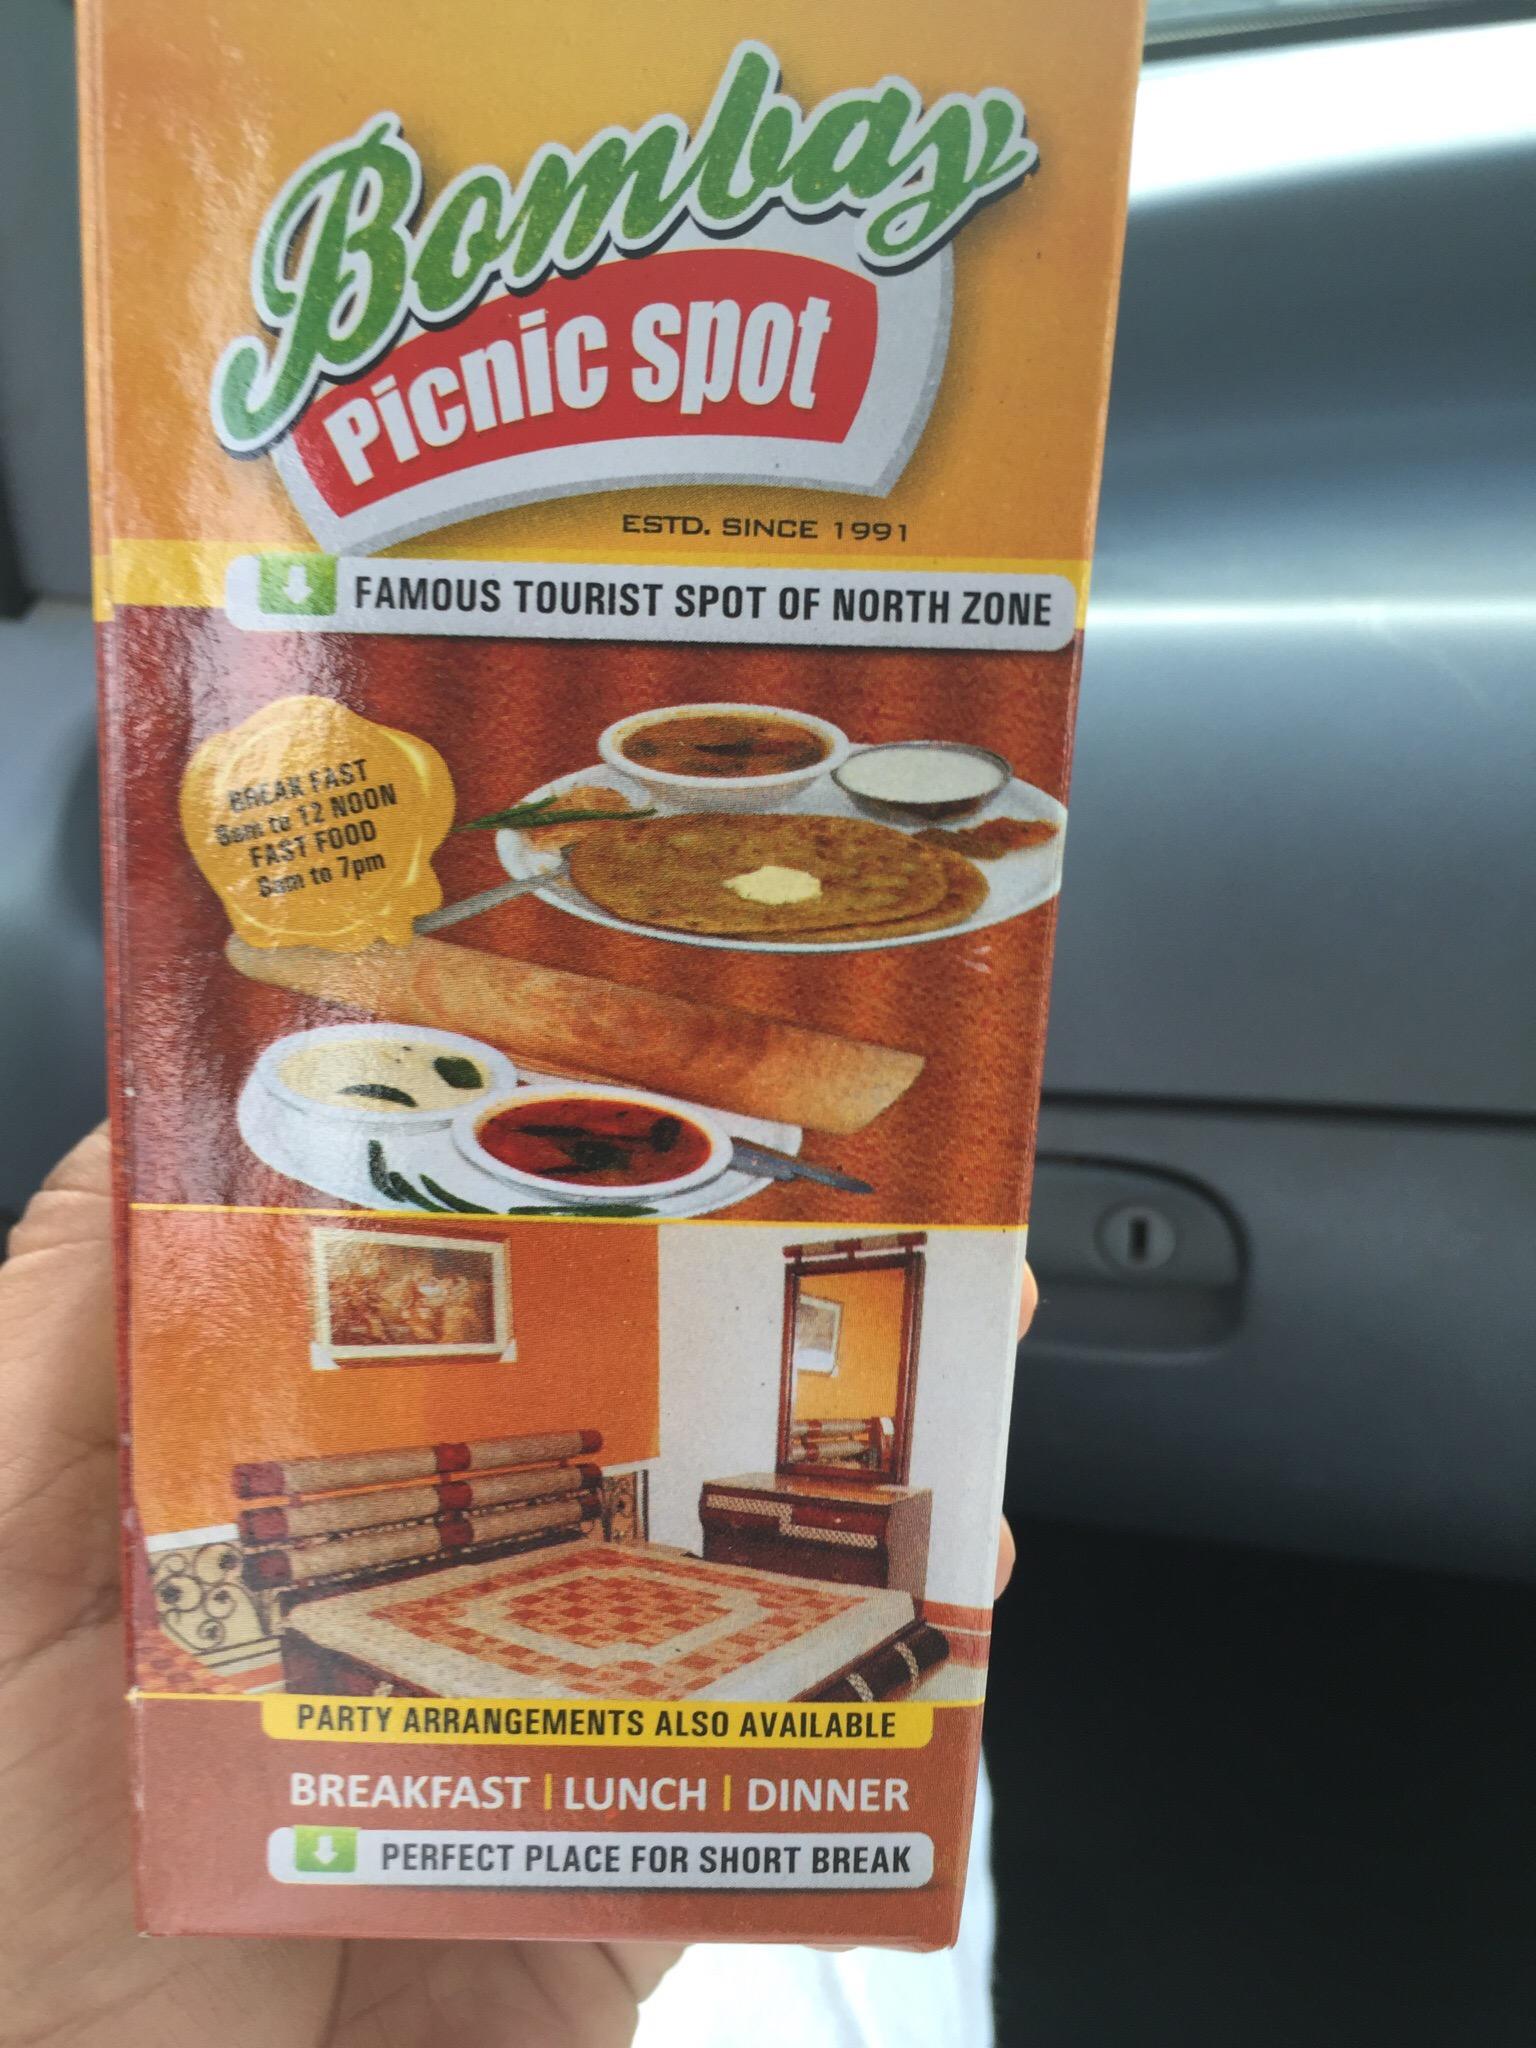 Bombay
Picnic spot
ESTD. SINCE 1991
FAMOUS TOURIST SPOT OF NORTH ZONE
BREAK FAST
to 12 NOON
FAST FOOD
to 7pm
PARTY ARRANGEMENTS ALSO AVAILABLE
BREAKFAST | LUNCH | DINNER
PERFECT PLACE FOR SHORT BREAK